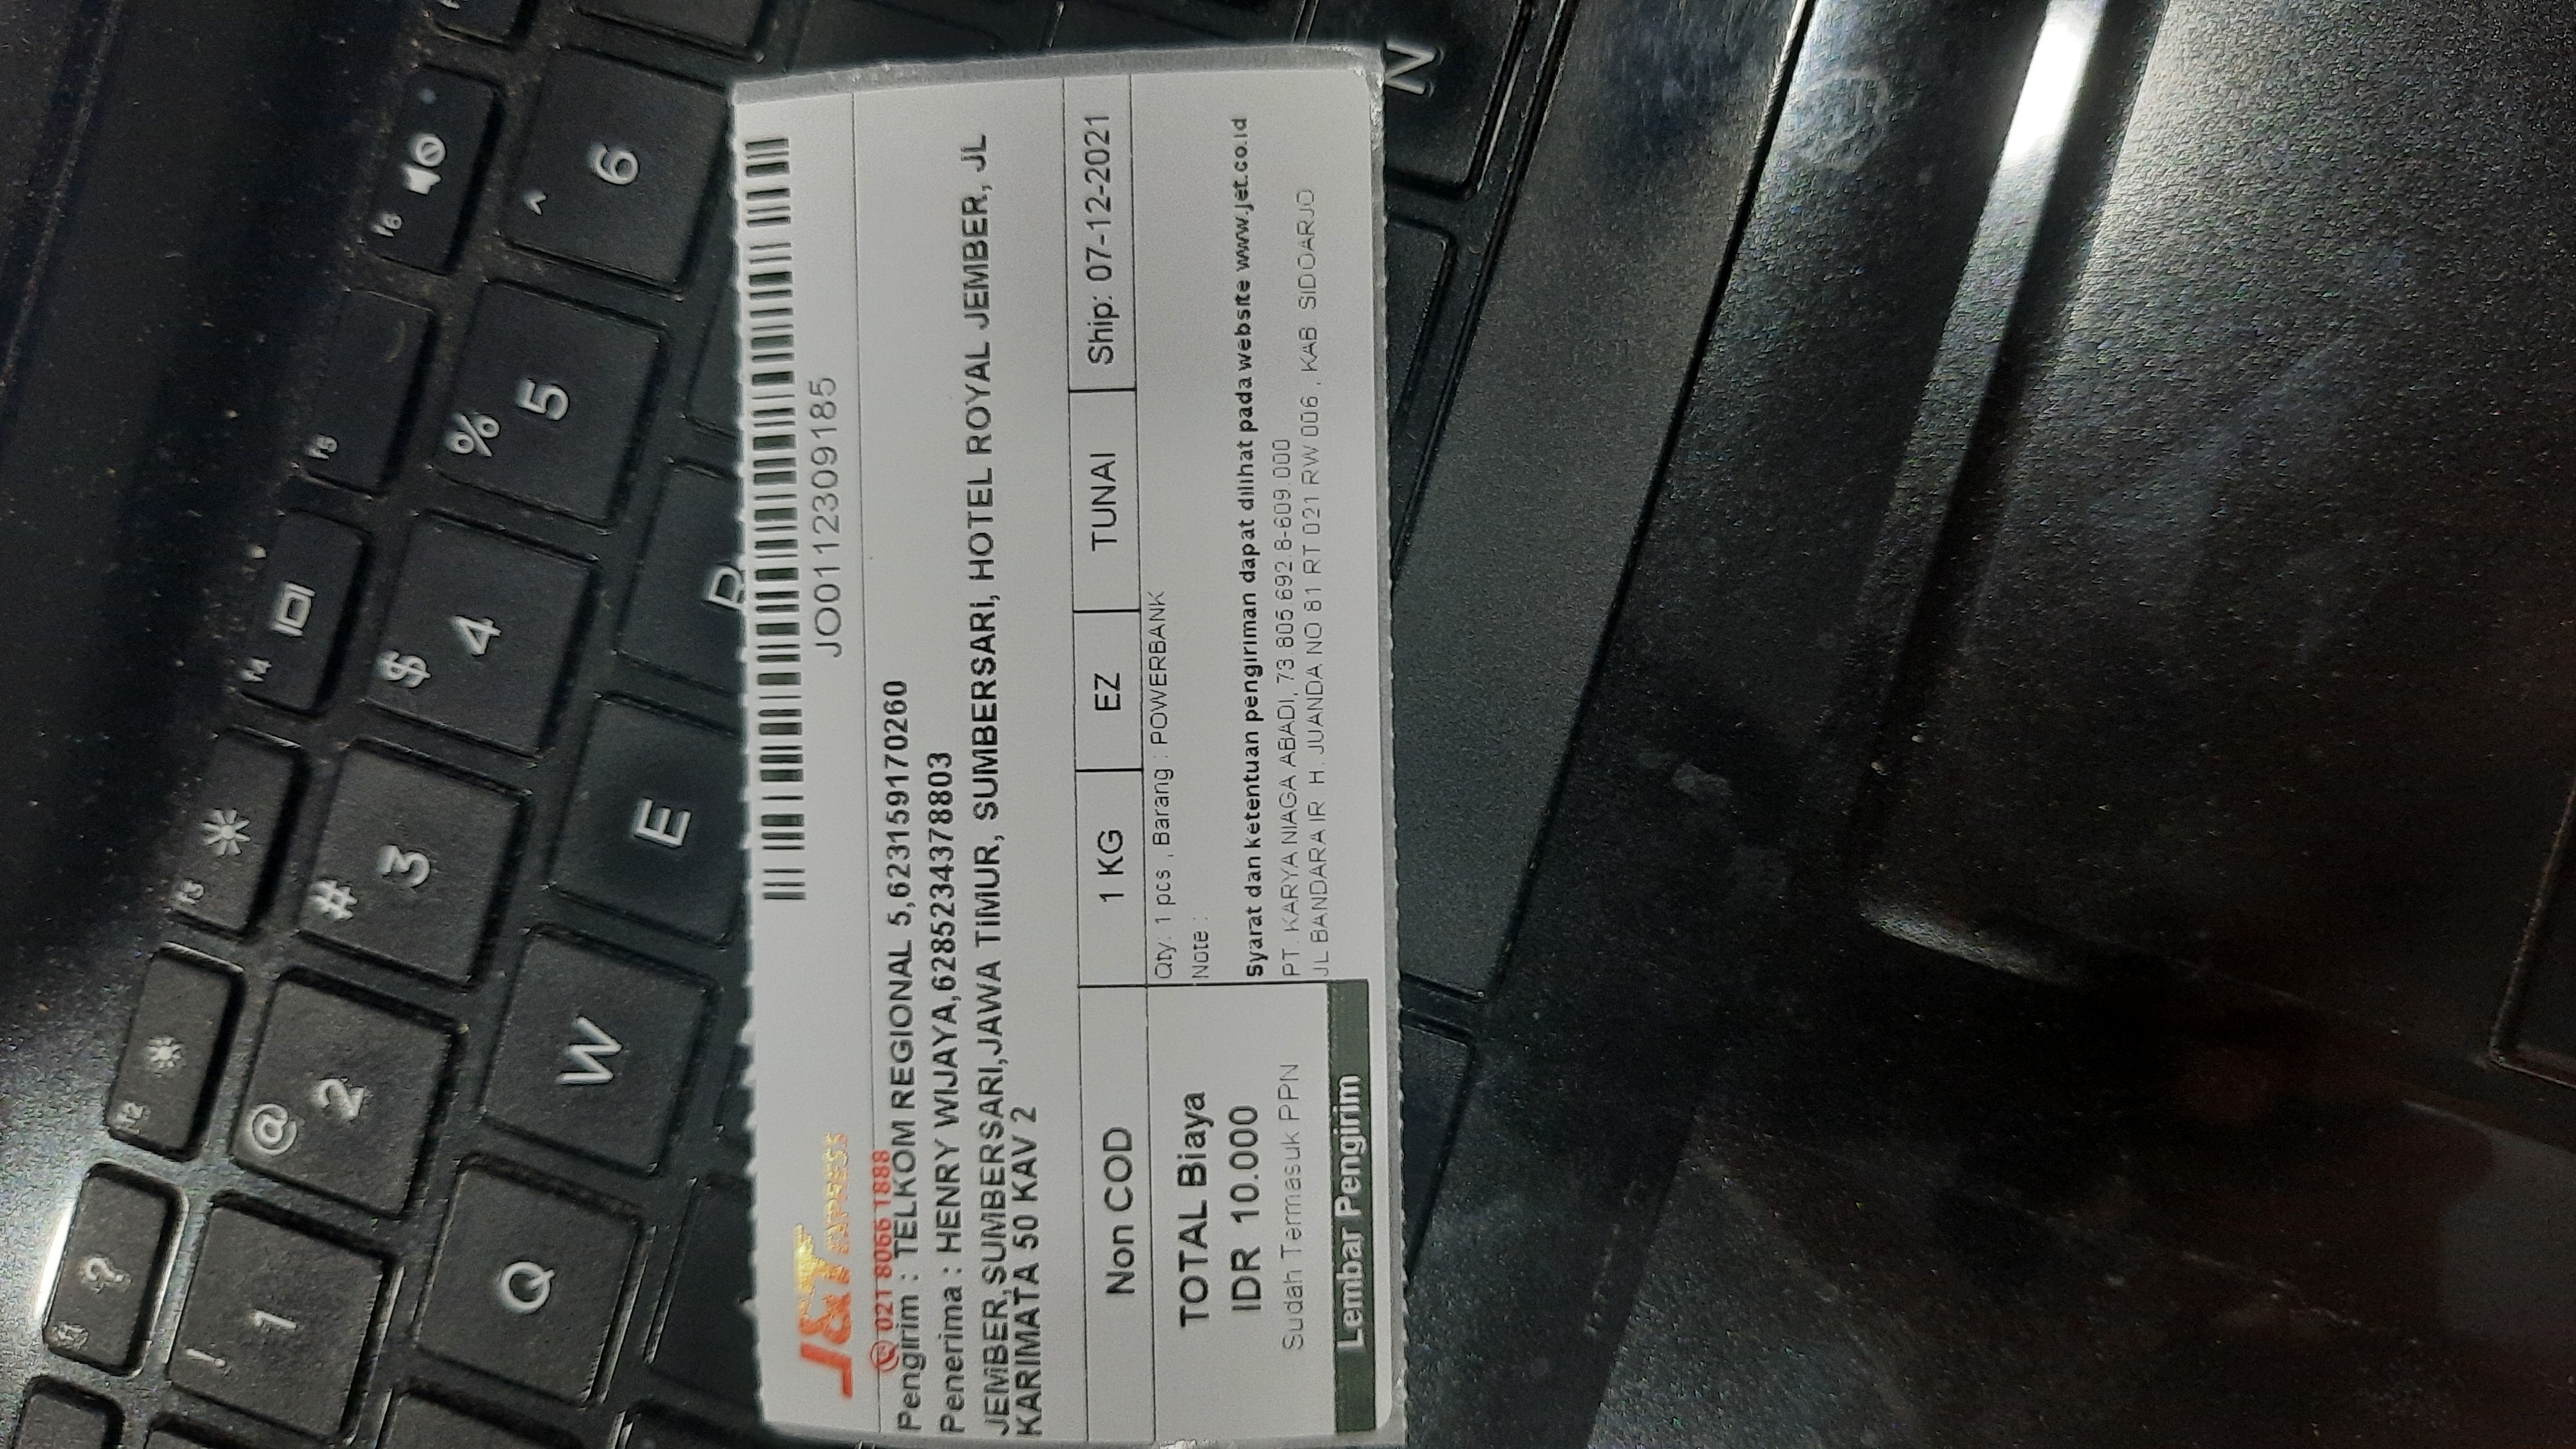 f1 ?
f2
f3
f4
f5
f6
! 1
@ 2
# 3
$ 4
% 5
^ 6
Q W E R
J&T EXPRESS
021 8066 1888
JO0112309185
Pengirim : TELKOM REGIONAL 5,623159170260
Penerima : HENRY WIJAYA,6285234378803
JEMBER,SUMBERSARI,JAWA TIMUR, SUMBERSARI, HOTEL ROYAL JEMBER, JL
KARIMATA 50 KAV 2
Non COD
1 KG
EZ
TUNAI
Ship: 07-12-2021
TOTAL Biaya
IDR 10.000
Sudah Termasuk PPN
Lembar Pengirim
Qty: 1 pcs , Barang : POWERBANK
Note :
Syarat dan ketentuan pengiriman dapat dilihat pada website www.jet.co.id
PT. KARYA NIAGA ABADI, 73.805.692.8-609.000
JL BANDARA IR. H. JUANDA NO 81 RT 021 RW 006 , KAB. SIDOARJO
N